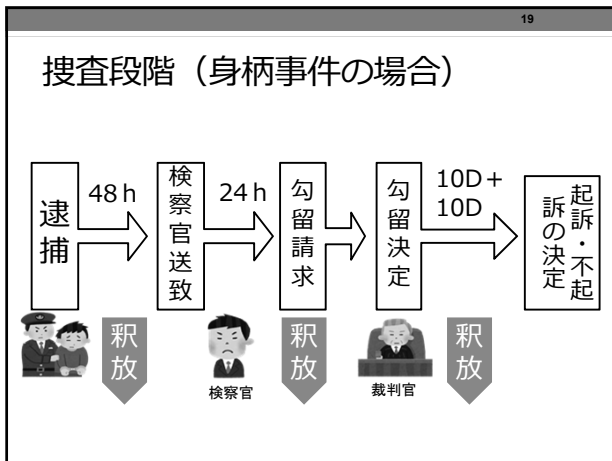 19
捜査段階（身柄事件の場合）
逮捕
48ｈ
検察官送致
24ｈ
勾留請求
勾留決定
10D＋
10D
起訴・不起
訴の決定
釈放
検察官
釈放
裁判官
釈放